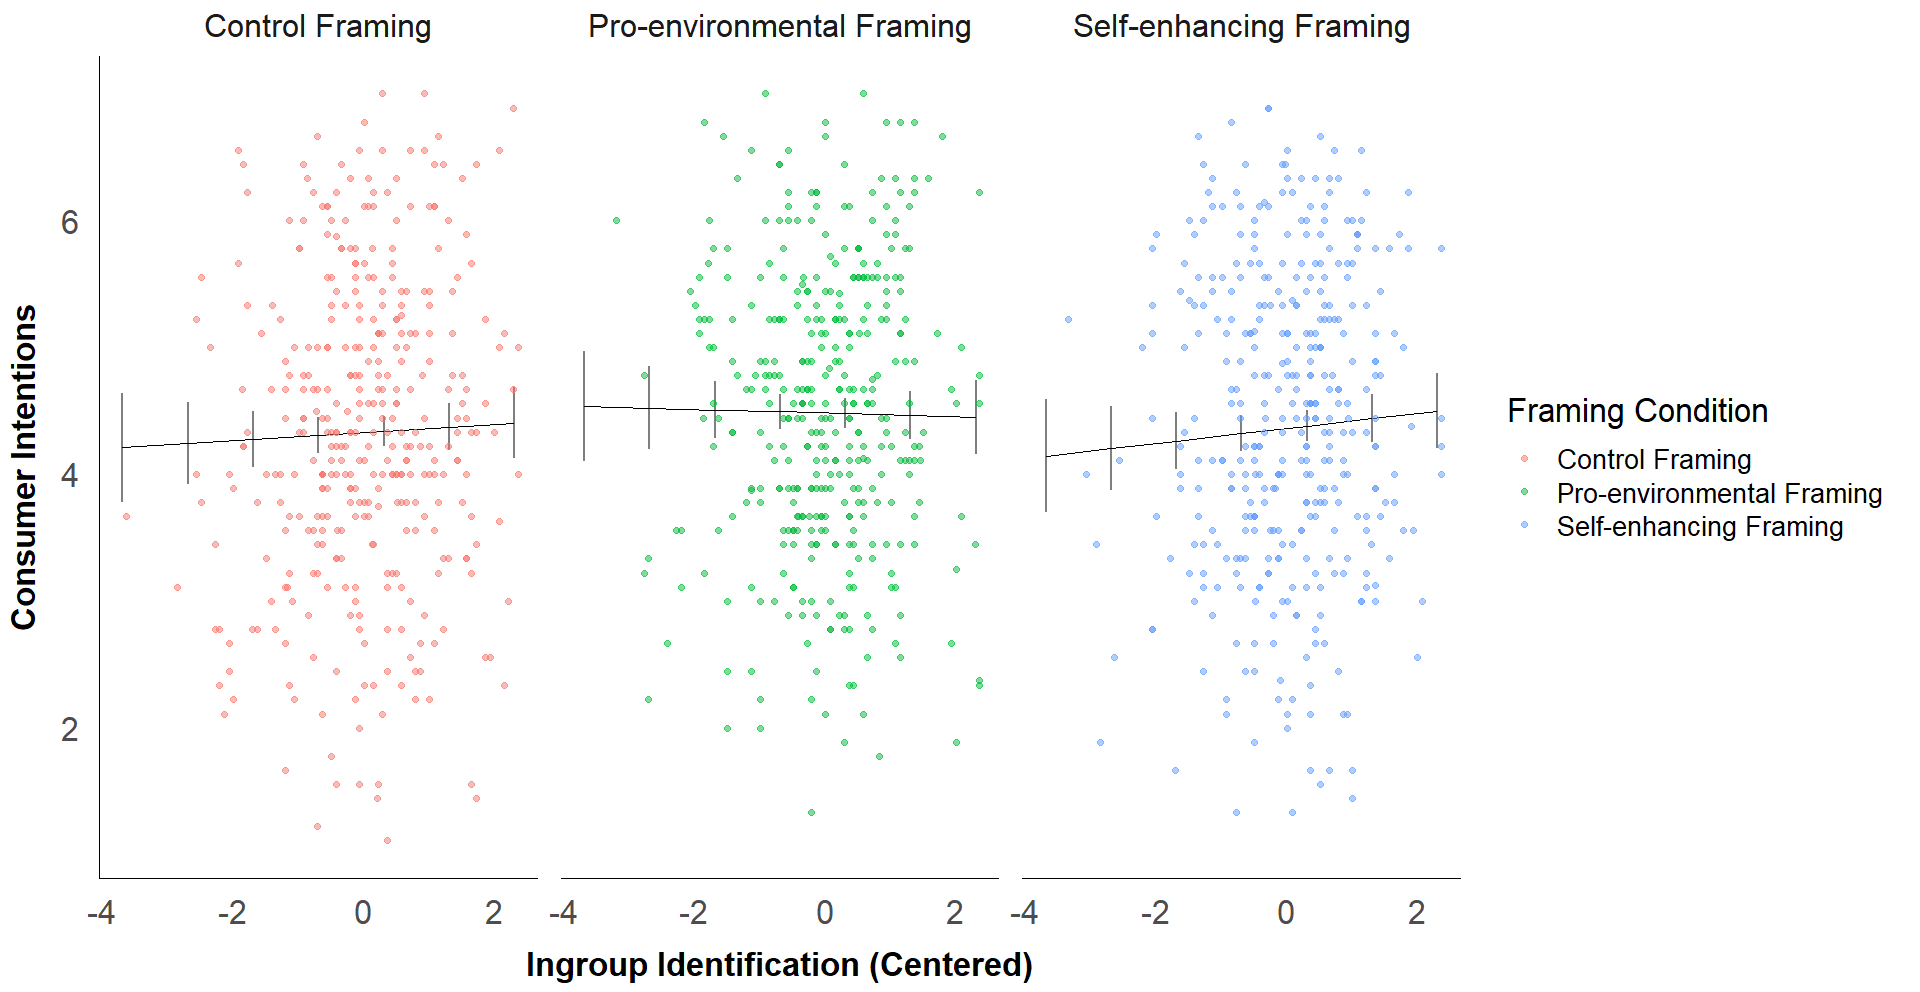 Control Framing
Pro-environmental Framing
Self-enhancing Framing
Consumer Intentions
6
4
2
-4 -2 0 2
-4 -2 0 2
-4 -2 0 2
Ingroup Identification (Centered)
Framing Condition
Control Framing
Pro-environmental Framing
Self-enhancing Framing